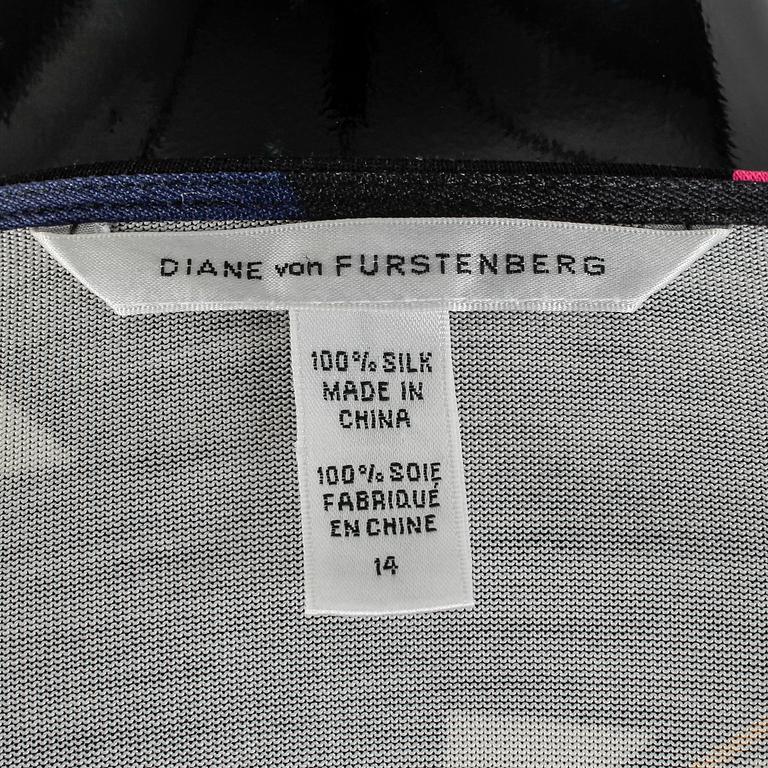 DIANE von FURSTENBERG
100% SILK
MADE IN
CHINA
100% SOIE
FABRIQUÉ
EN CHINE
14